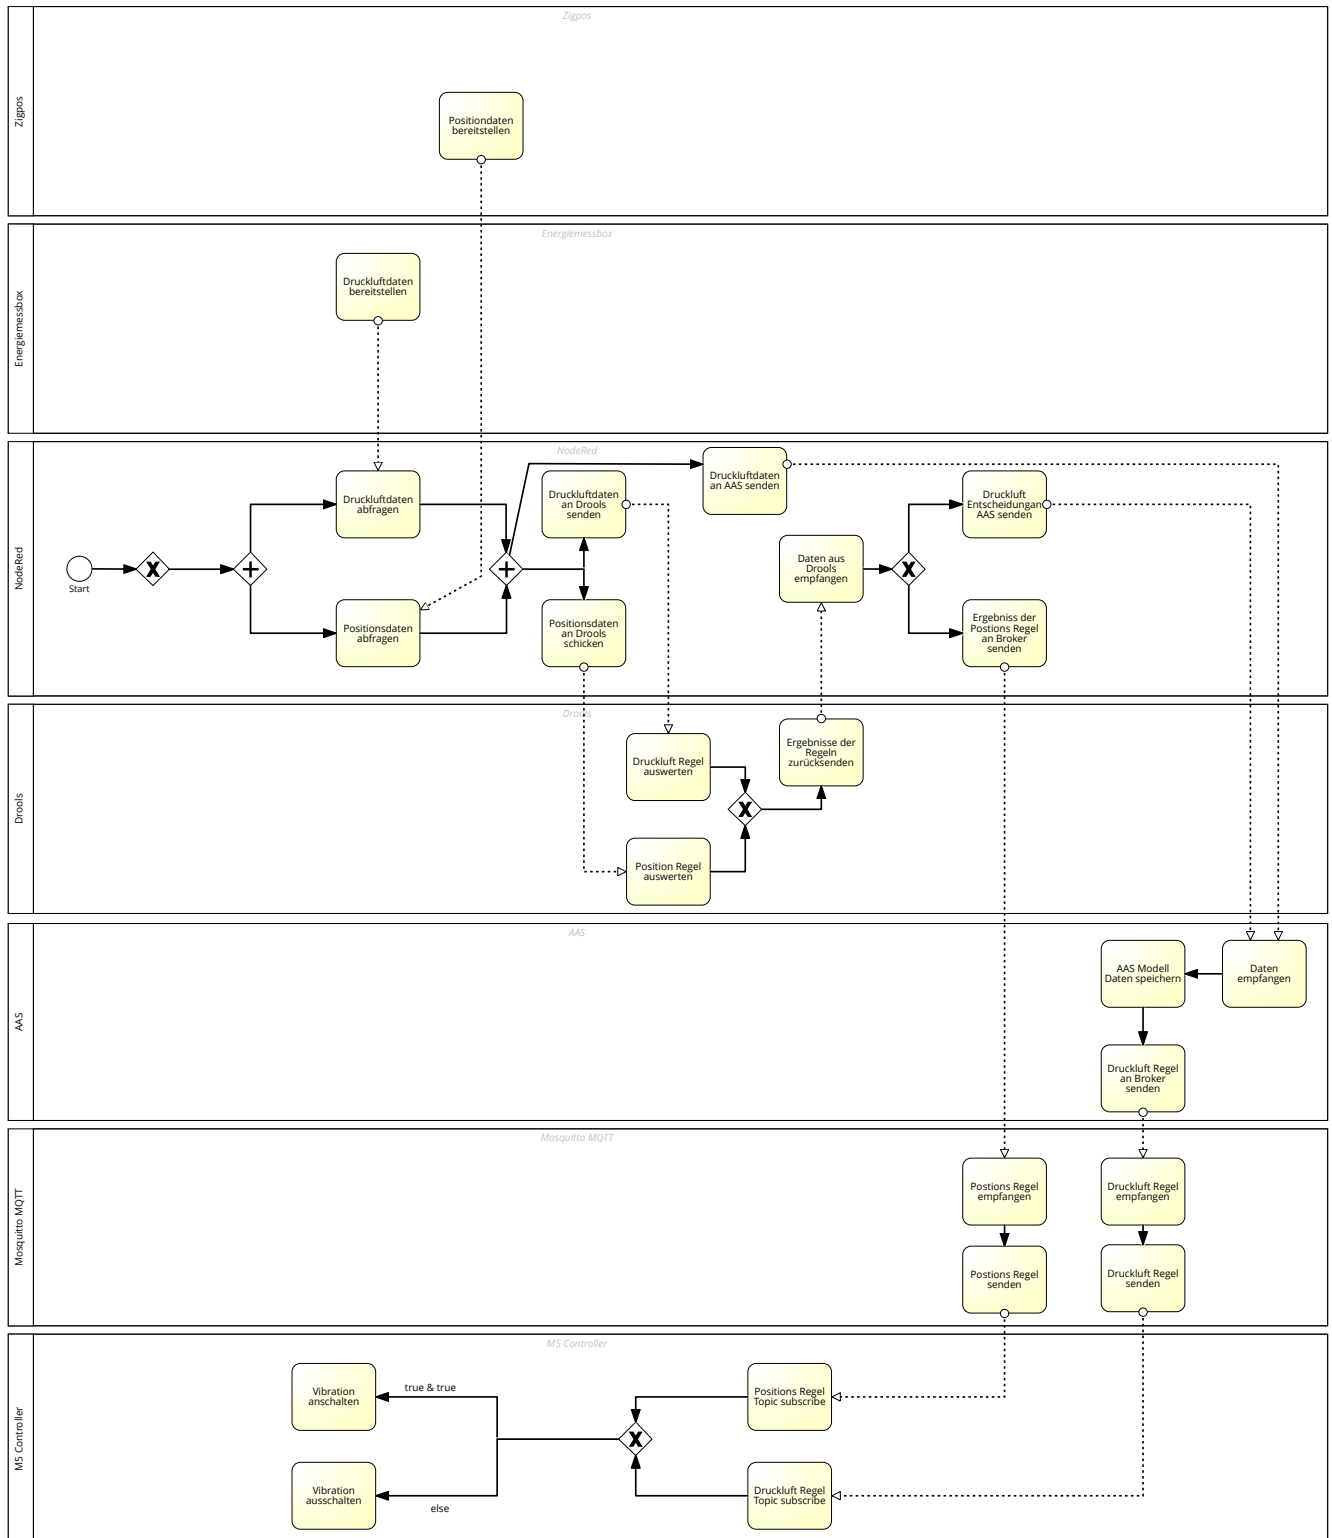 Zigpos
Zigpos
Positiondaten
bereitstellen
Energiemessbox
Energiemessbox
Druckluftdaten
bereitstellen
NodeRed
NodeRed
Druckluftdaten
an AAS senden
Druckluftdaten
abfragen
Druckluftdaten
an Drools
senden
Druckluft
Entscheidungan
AAS senden
Start
Daten aus
Drools
empfangen
Positionsdaten
abfragen
Positionsdaten
an Drools
schicken
Ergebniss der
Postions Regel
an Broker
senden
Drools
Drools
Druckluft Regel
auswerten
Ergebnisse der
Regeln
zurücksenden
Position Regel
auswerten
AAS
AAS
AAS Modell
Daten speichern
Daten
empfangen
Druckluft Regel
an Broker
senden
Mosquitto MQTT
Mosquitto MQTT
Postions Regel
empfangen
Druckluft Regel
empfangen
Postions Regel
senden
Druckluft Regel
senden
M5 Controller
M5 Controller
Vibration
anschalten
true & true
Positions Regel
Topic subscribe
Vibration
ausschalten
else
Druckluft Regel
Topic subscribe